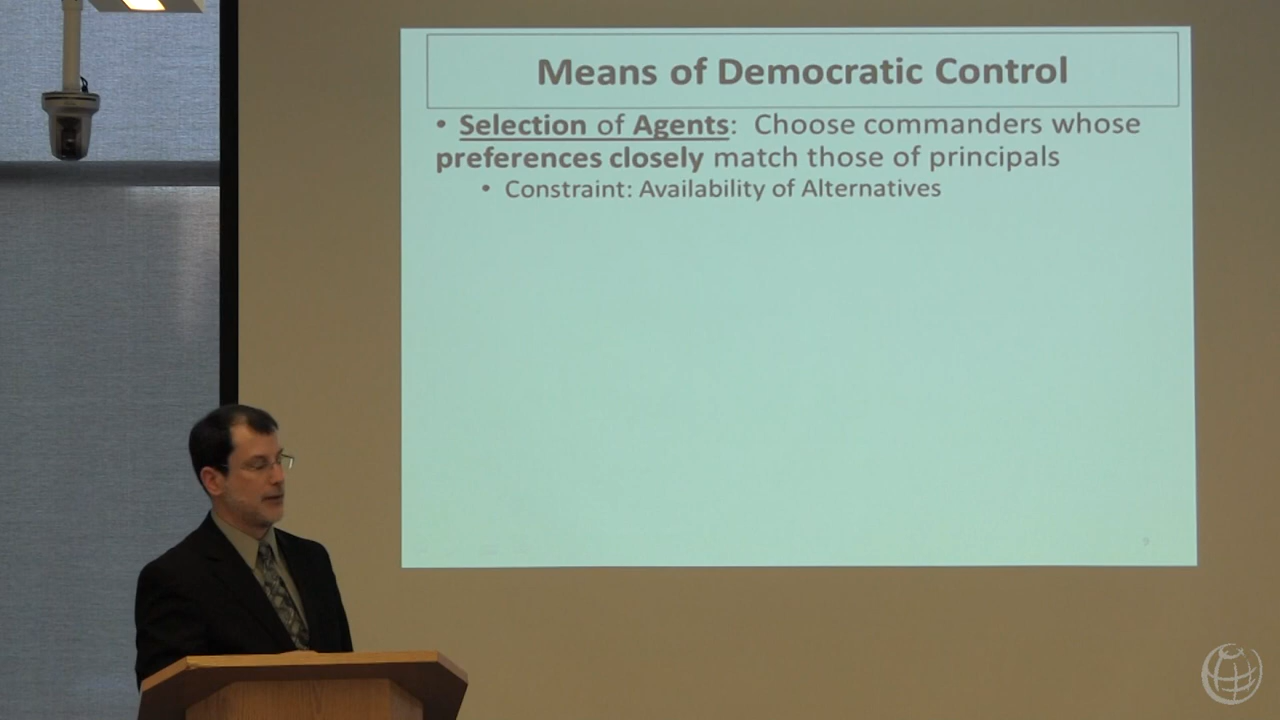 Means of Democratic Control
• Selection of Agents: Choose commanders whose
preferences closely match those of principals
• Constraint: Availability of Alternatives